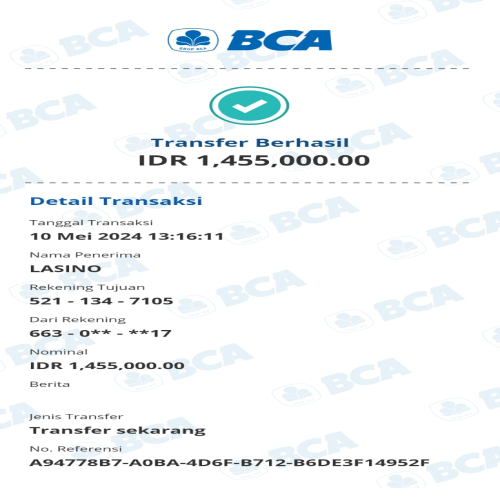 BCA
Transfer Berhasil
IDR 1,455,000.00
Detail Transaksi
Tanggal Transaksi
10 Mei 2024 13:16:11
Nama Penerima
LASINO
Rekening Tujuan
521 - 134 - 7105
Dari Rekening
663 - 0** - **17
Nominal
IDR 1,455,000.00
Berita
Jenis Transfer
Transfer sekarang
No. Referensi
A94778B7-A0BA-4D6F-B712-B6DE3F14952F